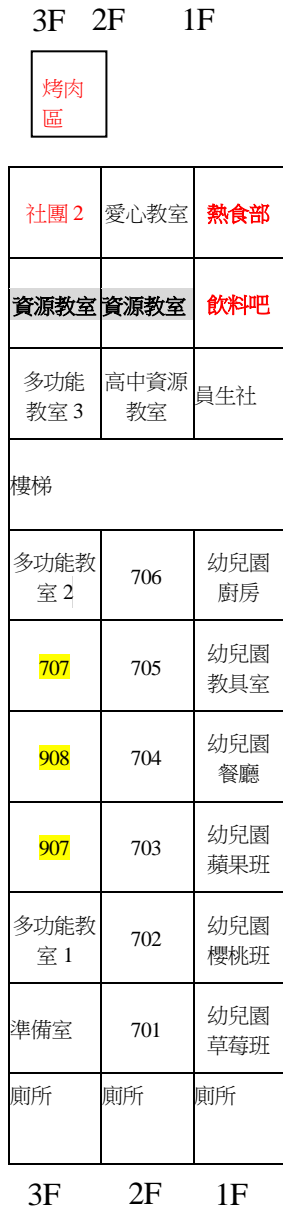 3F 2F 1F
烤肉
區
社團 2 愛心教室 熱食部
資源教室 資源教室 飲料吧
多功能
教室 3
高中資源
教室
員生社
樓梯
多功能教
室 2
706
幼兒園
廚房
707
705
幼兒園
教具室
908
704
幼兒園
餐廳
907
703
幼兒園
蘋果班
多功能教
室 1
702
幼兒園
櫻桃班
準備室
701
幼兒園
草莓班
廁所 廁所 廁所
3F 2F 1F